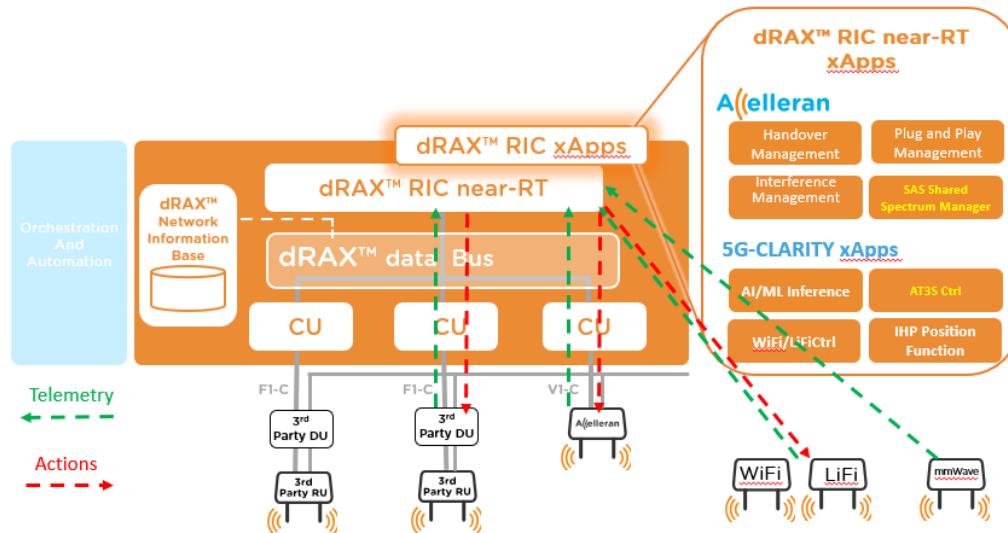 dRAX™ RIC near-RT
xApps
Accelleran
Handover
Management
Plug and Play
Management
Interference
Management
SAS Shared
Spectrum Manager
5G-CLARITY xApps
AI/ML Inference
AT3S Ctrl
WiFi/LiFiCtrl
IHP Position
Function
dRAX™ RIC xApps
dRAX™ RIC near-RT
Orchestration
And
Automation
dRAX™
Network
Information
Base
dRAX™ data Bus
CU
CU
CU
F1-C
F1-C
V1-C
Telemetry
Actions
3rd
Party DU
3rd
Party DU
Accelleran
3rd
Party RU
3rd
Party RU
WiFi
LiFi
mmWave